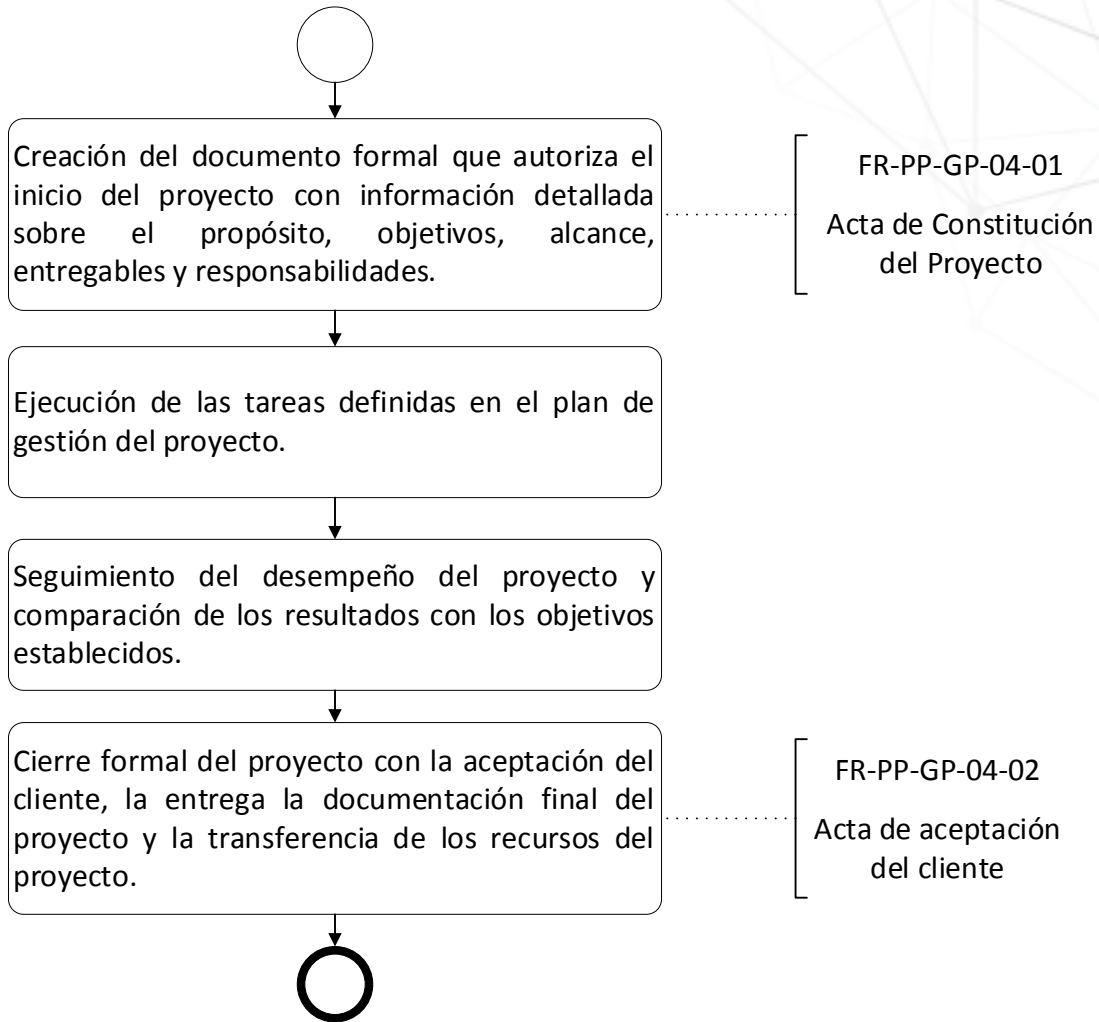 Creación del documento formal que autoriza el
inicio del proyecto con información detallada
sobre el propósito, objetivos, alcance,
entregables y responsabilidades.
FR-PP-GP-04-01
Acta de Constitución
del Proyecto
Ejecución de las tareas definidas en el plan de
gestión del proyecto.
Seguimiento del desempeño del proyecto y
comparación de los resultados con los objetivos
establecidos.
Cierre formal del proyecto con la aceptación del
cliente, la entrega la documentación final del
proyecto y la transferencia de los recursos del
proyecto.
FR-PP-GP-04-02
Acta de aceptación
del cliente